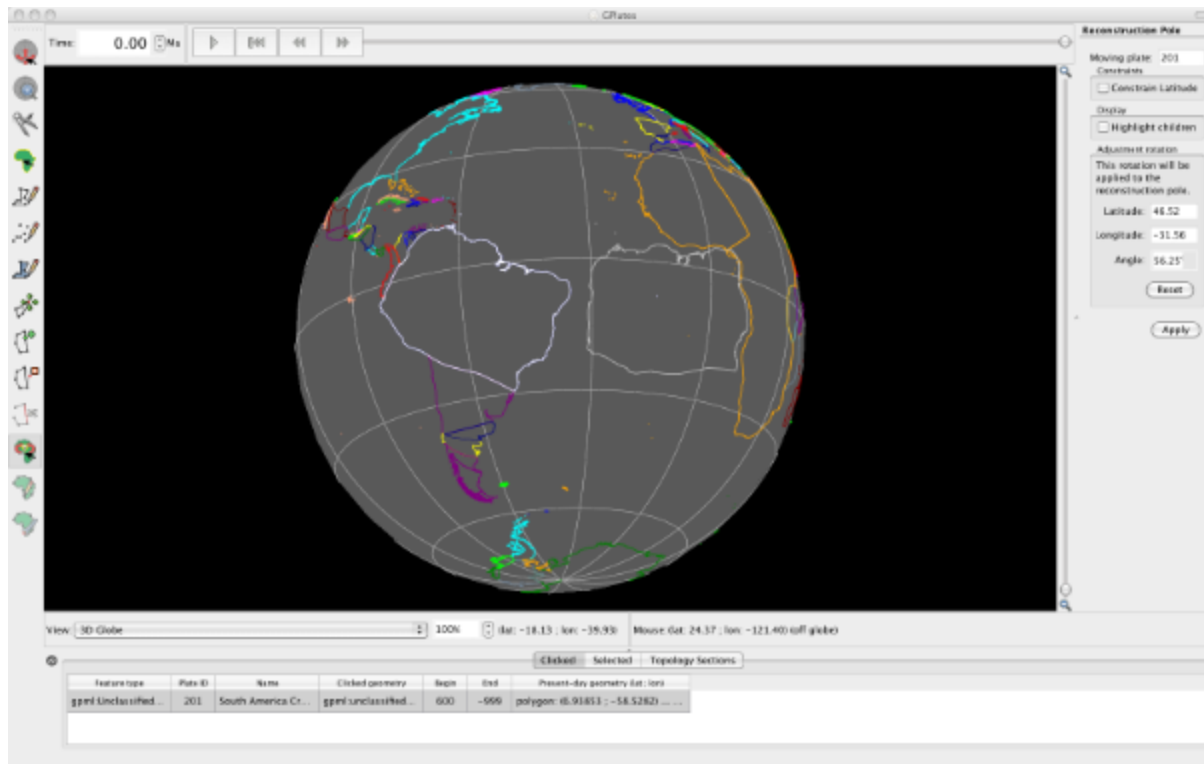 GPlates
Time: 0.00 Ma
Reconstruction Pole
Moving plate: 201
Constraints
Constrain Latitude
Display
Highlight children
Adjustment rotation
This rotation will be
applied to the
reconstruction pole.
Latitude: 46.52
Longitude: -31.56
Angle: 56.25°
Reset
Apply
View: 3D Globe 100% (lat: -18.13 ; lon: -39.93) Mouse: (lat: 24.37 ; lon: -121.40) (off globe)
Clicked Selected Topology Sections
Feature type Plate ID Name Clicked geometry Begin End Present-day geometry (lat; lon)
gpml:Unclassified... 201 South America Cr... gpml:unclassified... 600 -999 polygon: (6.93853 ; -58.5282) ... ...